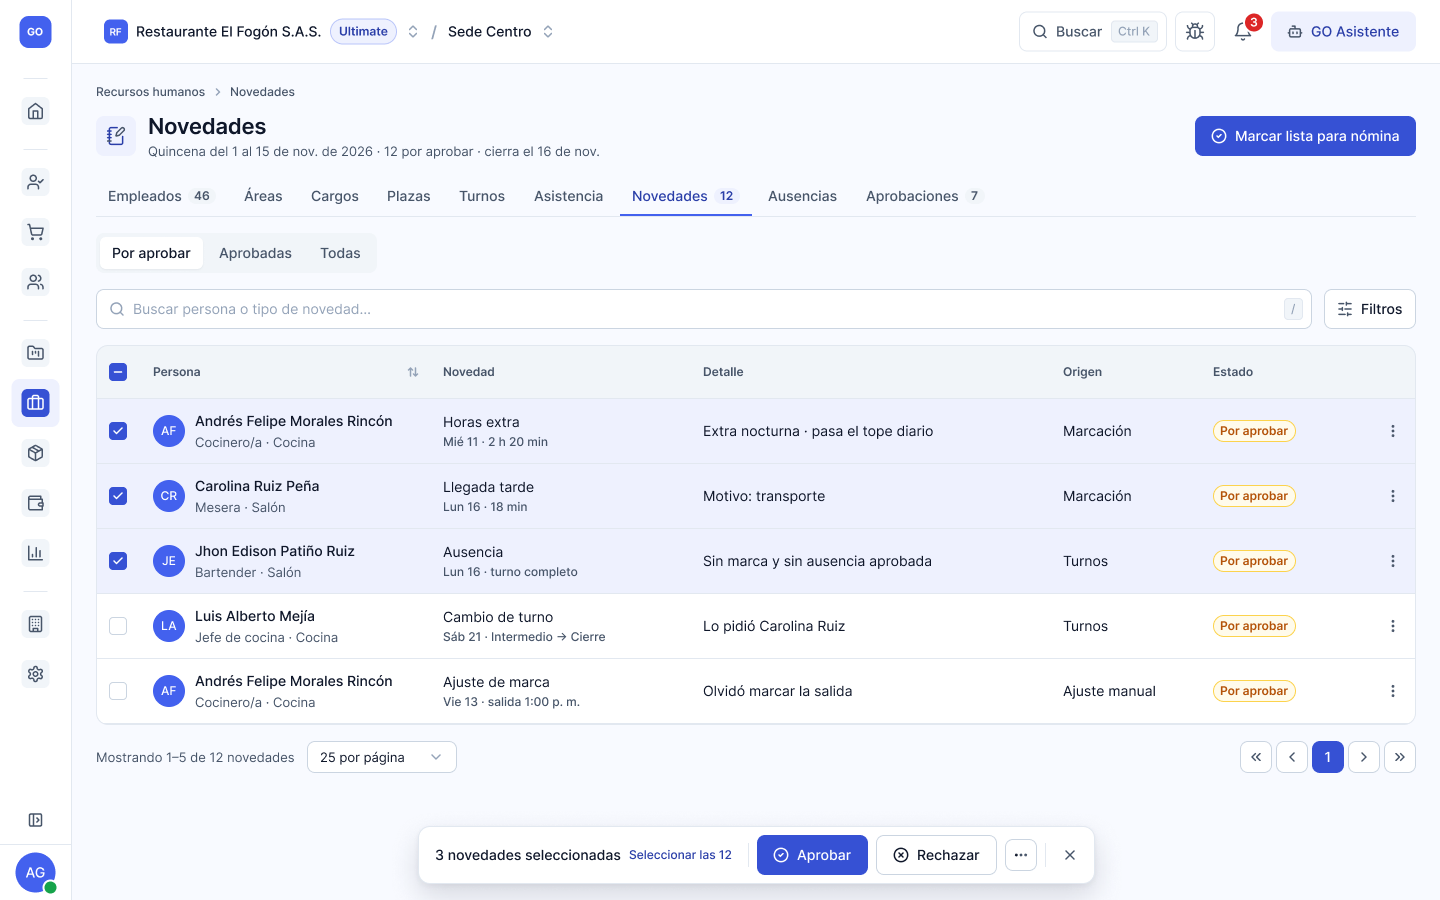 GO
RF
Restaurante El Fogón S.A.S.
Ultimate
/
Sede Centro
Buscar
Ctrl K
3
GO Asistente
Recursos humanos
Novedades
Novedades
Quincena del 1 al 15 de nov. de 2026 · 12 por aprobar · cierra el 16 de nov.
Marcar lista para nómina
Empleados 46
Áreas
Cargos
Plazas
Turnos
Asistencia
Novedades 12
Ausencias
Aprobaciones 7
Por aprobar
Aprobadas
Todas
Buscar persona o tipo de novedad...
/
Filtros
Persona
Novedad
Detalle
Origen
Estado
AF
Andrés Felipe Morales Rincón
Cocinero/a · Cocina
Horas extra
Mié 11 · 2 h 20 min
Extra nocturna · pasa el tope diario
Marcación
Por aprobar
CR
Carolina Ruiz Peña
Mesera · Salón
Llegada tarde
Lun 16 · 18 min
Motivo: transporte
Marcación
Por aprobar
JE
Jhon Edison Patiño Ruiz
Bartender · Salón
Ausencia
Lun 16 · turno completo
Sin marca y sin ausencia aprobada
Turnos
Por aprobar
LA
Luis Alberto Mejía
Jefe de cocina · Cocina
Cambio de turno
Sáb 21 · Intermedio → Cierre
Lo pidió Carolina Ruiz
Turnos
Por aprobar
AF
Andrés Felipe Morales Rincón
Cocinero/a · Cocina
Ajuste de marca
Vie 13 · salida 1:00 p. m.
Olvidó marcar la salida
Ajuste manual
Por aprobar
Mostrando 1–5 de 12 novedades
25 por página
1
3 novedades seleccionadas
Seleccionar las 12
Aprobar
Rechazar
AG